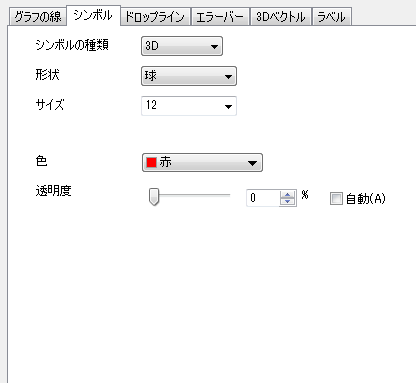 グラフの線 シンボル ドロップライン エラーバー 3Dベクトル ラベル
シンボルの種類 3D
形状 球
サイズ 12
色 赤
透明度 0 % 自動(A)